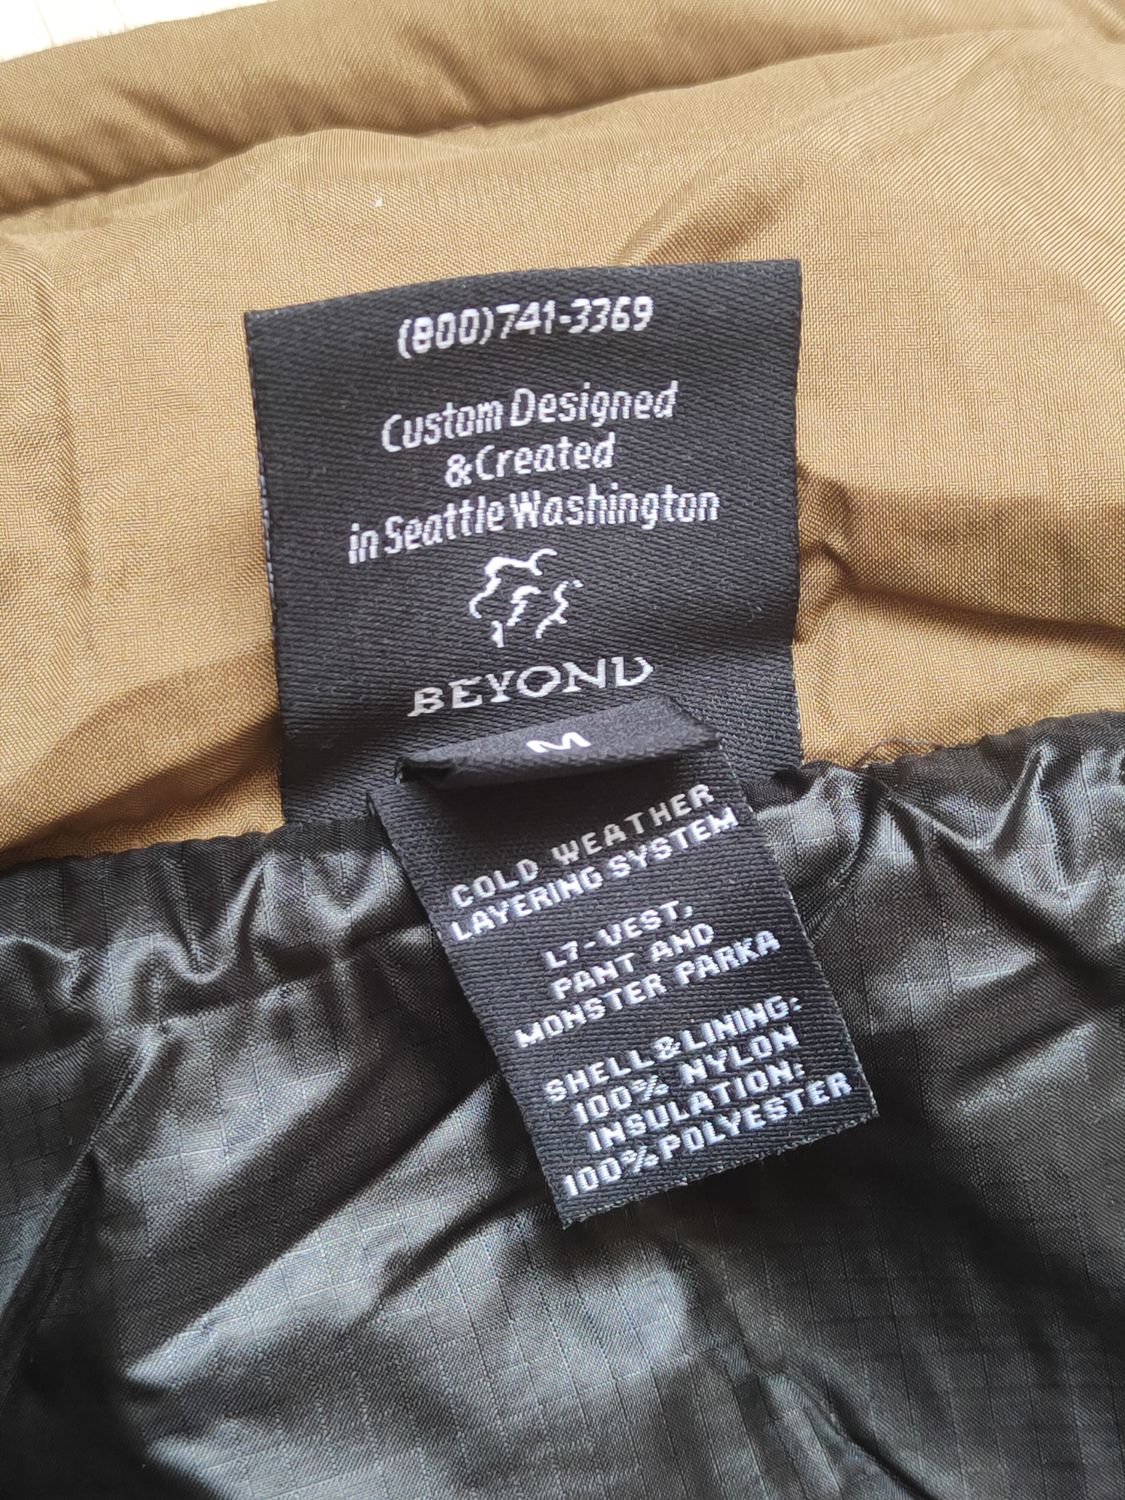 (800)741-3369
Custom Designed
&Created
in Seattle Washington
BEYOND
M
COLD WEATHER
LAYERING SYSTEM
L7-VEST,
PANT AND
MONSTER PARKA
SHELL&LINING:
100% NYLON
INSULATION:
100%POLYESTER